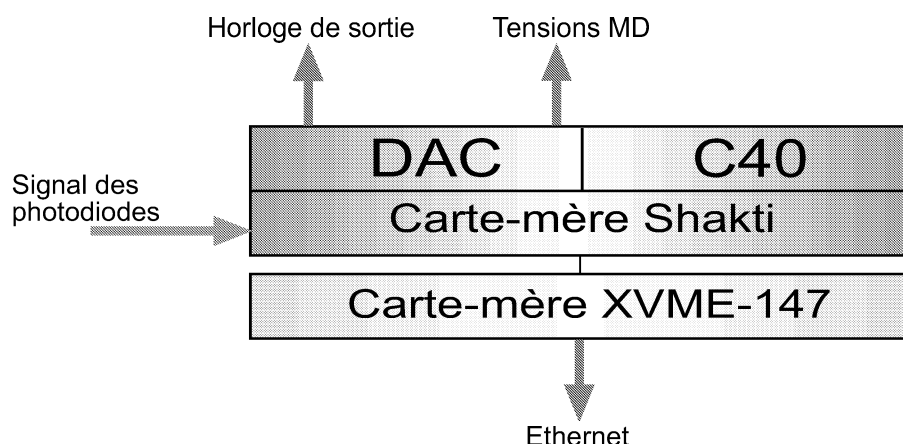 Horloge de sortie
Tensions MD
DAC
C40
Signal des
photodiodes
Carte-mère Shakti
Carte-mère XVME-147
Ethernet